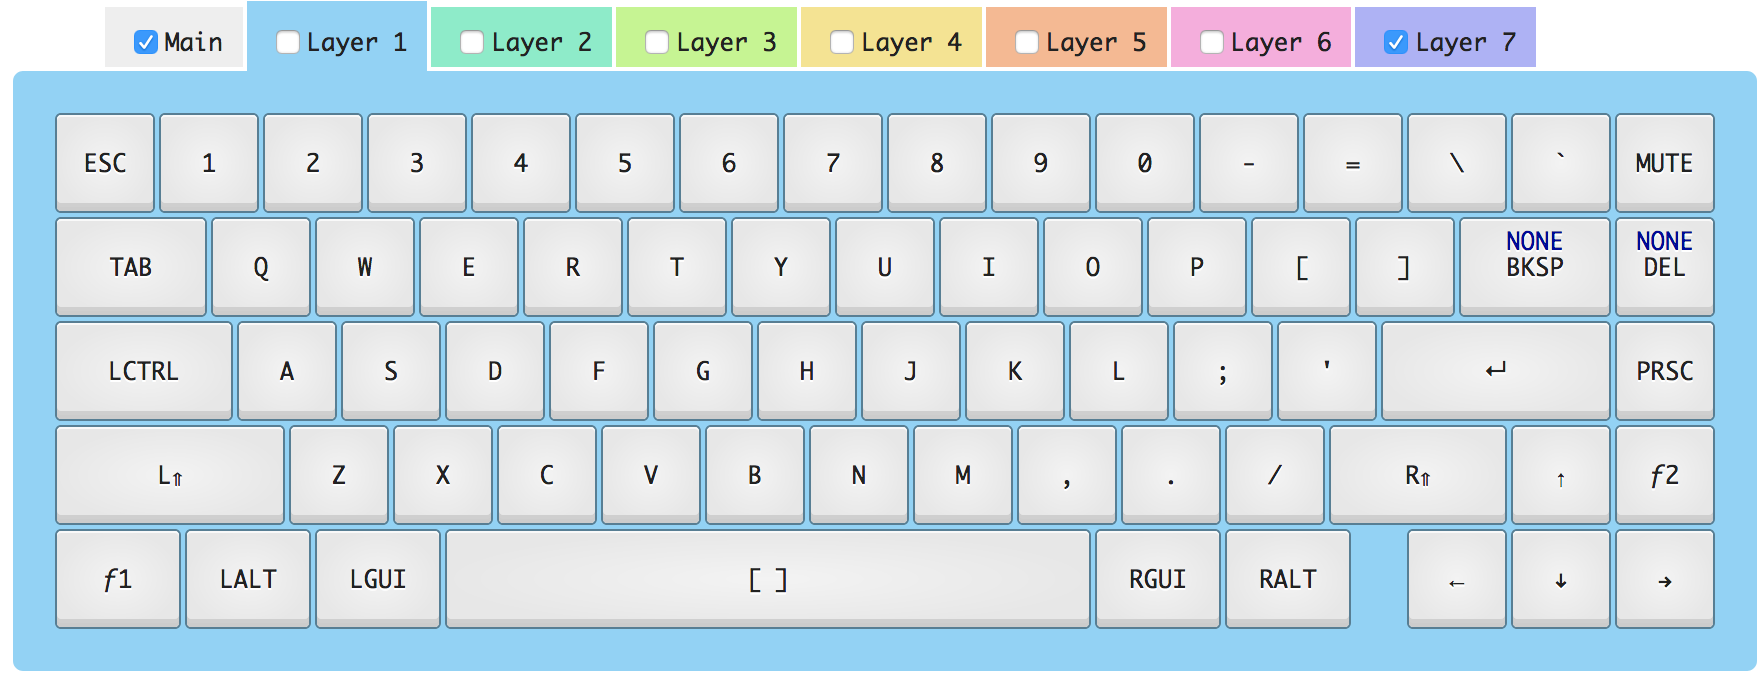 Main Layer 1 Layer 2 Layer 3 Layer 4 Layer 5 Layer 6 Layer 7
ESC 1 2 3 4 5 6 7 8 9 0 - = \ ` MUTE
TAB Q W E R T Y U I O P [ ] NONE BKSP NONE DEL
LCTRL A S D F G H J K L ; ' ↵ PRSC
L⇑ Z X C V B N M , . / R⇑ ↑ ƒ2
ƒ1 LALT LGUI [ ] RGUI RALT ← ↓ →